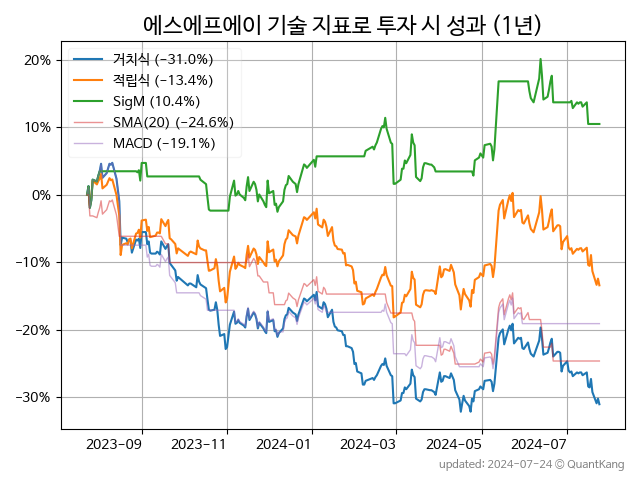 에스에프에이 기술 지표로 투자 시 성과 (1년)
20%
10%
0%
−10%
−20%
−30%
거치식 (−31.0%)
적립식 (−13.4%)
SigM (10.4%)
SMA(20) (−24.6%)
MACD (−19.1%)
2023-09 2023-11 2024-01 2024-03 2024-05 2024-07
updated: 2024-07-24 © QuantKang